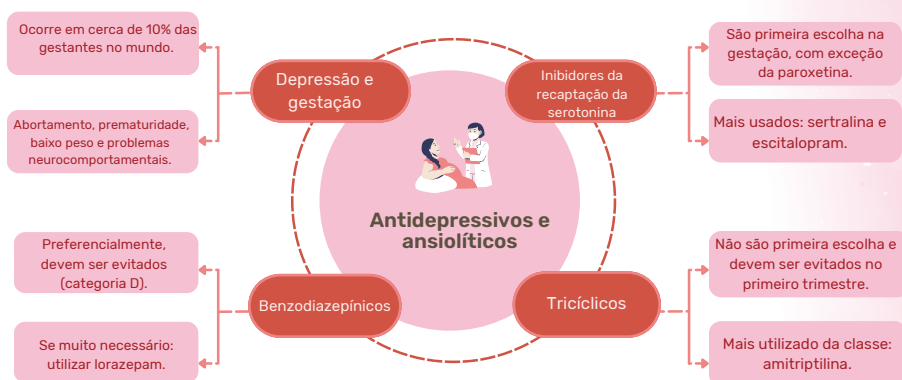 Ocorre em cerca de 10% das
gestantes no mundo.
Depressão e
gestação
Abortamento, prematuridade,
baixo peso e problemas
neurocomportamentais.
Inibidores da
recaptação da
serotonina
São primeira escolha na
gestação, com exceção
da paroxetina.
Mais usados: sertralina e
escitalopram.
Antidepressivos e
ansiolíticos
Preferencialmente,
devem ser evitados
(categoria D).
Benzodiazepínicos
Se muito necessário:
utilizar lorazepam.
Tricíclicos
Não são primeira escolha e
devem ser evitados no
primeiro trimestre.
Mais utilizado da classe:
amitriptilina.